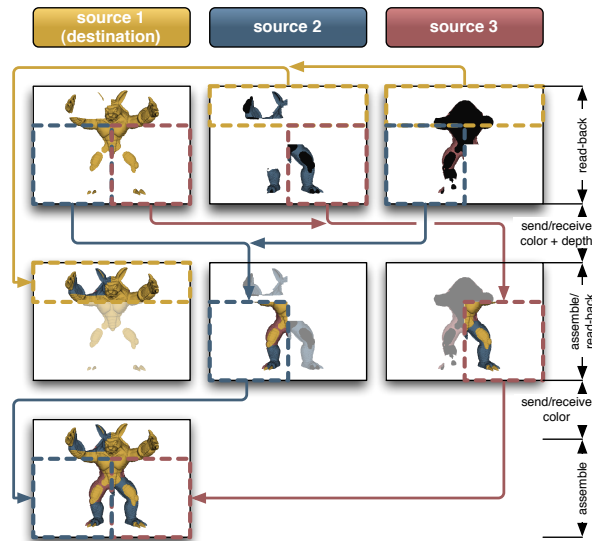 source 1
(destination)
source 2
source 3
read-back
send/receive
color + depth
assemble/
read-back
send/receive
color
assemble